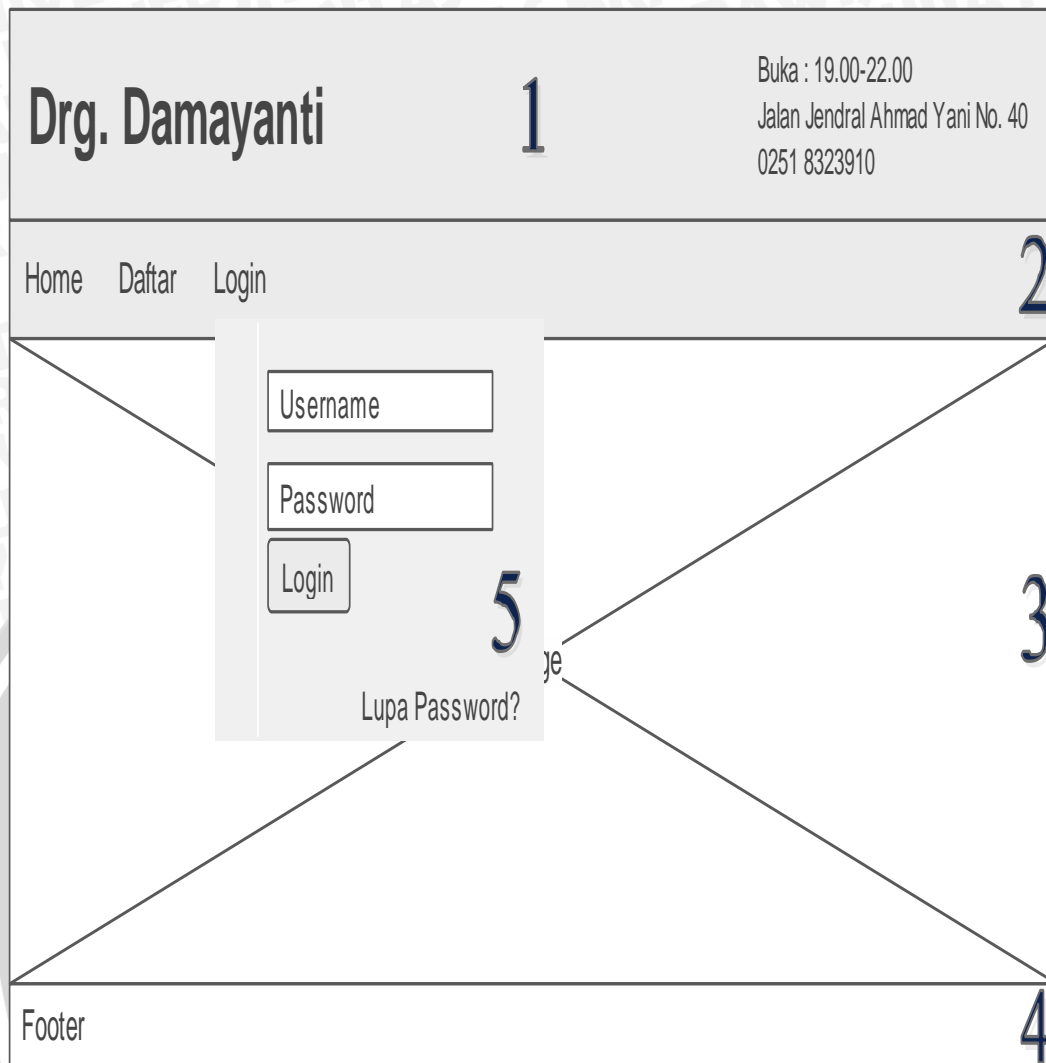 Drg. Damayanti
1
Buka : 19.00-22.00
Jalan Jendral Ahmad Yani No. 40
0251 8323910
Home Daftar Login
2
Username
Password
Login
5
3
ge
Lupa Password?
Footer
4